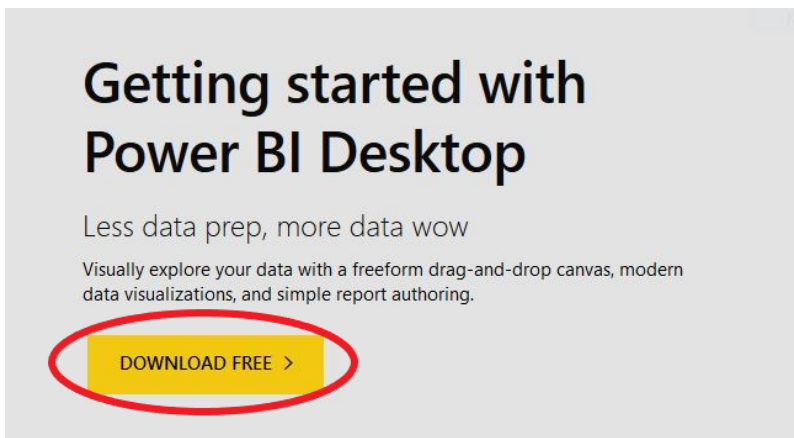 Getting started with
Power BI Desktop
Less data prep, more data wow
Visually explore your data with a freeform drag-and-drop canvas, modern
data visualizations, and simple report authoring.
DOWNLOAD FREE >